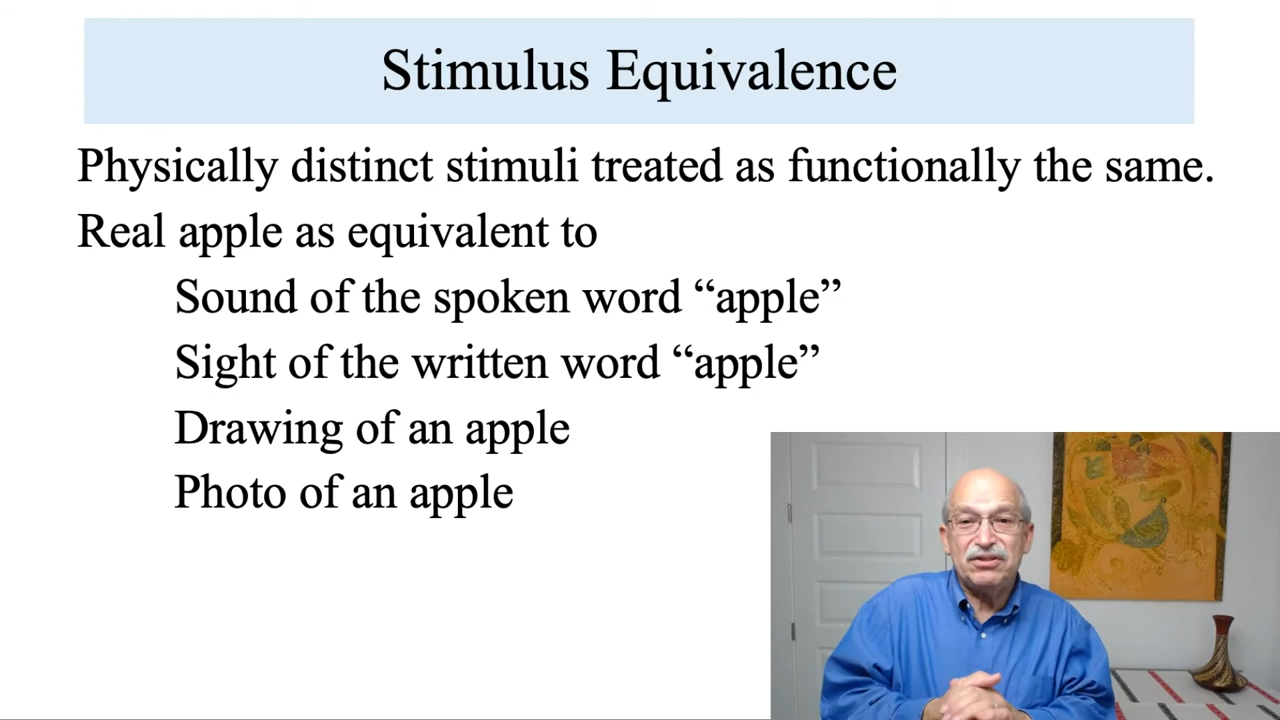 Stimulus Equivalence
Physically distinct stimuli treated as functionally the same.
Real apple as equivalent to
Sound of the spoken word “apple”
Sight of the written word “apple”
Drawing of an apple
Photo of an apple